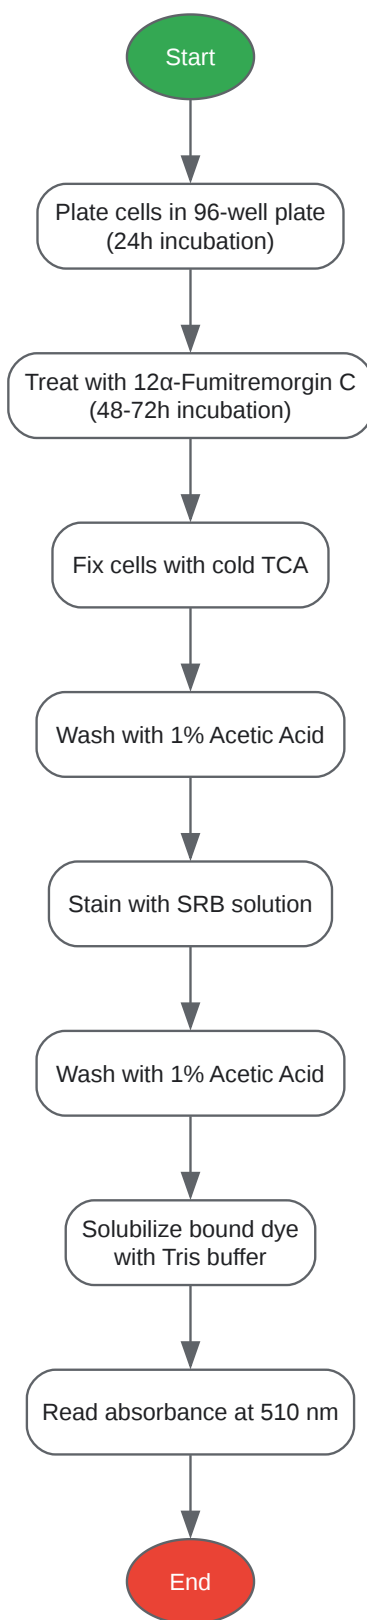 Start
Plate cells in 96-well plate
(24h incubation)
Treat with 12α-Fumitremorgin C
(48-72h incubation)
Fix cells with cold TCA
Wash with 1% Acetic Acid
Stain with SRB solution
Wash with 1% Acetic Acid
Solubilize bound dye
with Tris buffer
Read absorbance at 510 nm
End